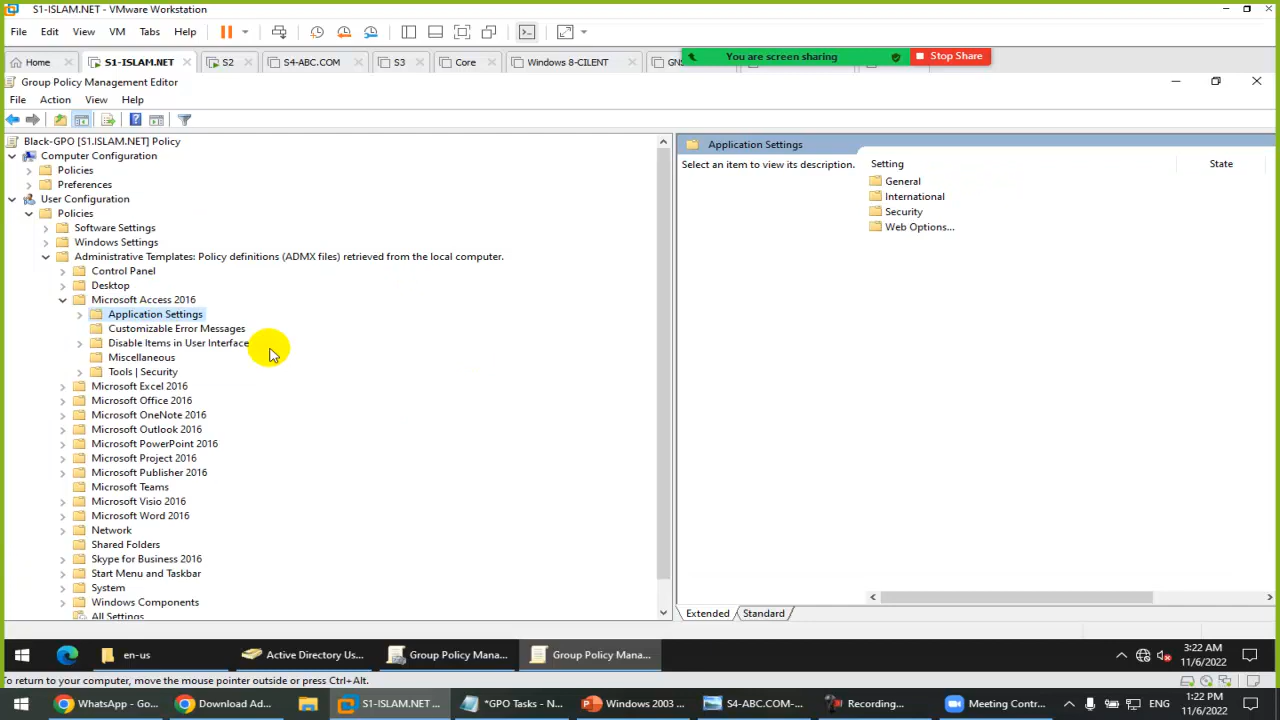 S1-ISLAM.NET - VMware Workstation
File Edit View VM Tabs Help
Home S1-ISLAM.NET S2 S4-ABC.COM S3 Core Windows 8-CILENT GNS
You are screen sharing Stop Share
Group Policy Management Editor
File Action View Help
Black-GPO [S1.ISLAM.NET] Policy
Computer Configuration
Policies
Preferences
User Configuration
Policies
Software Settings
Windows Settings
Administrative Templates: Policy definitions (ADMX files) retrieved from the local computer.
Control Panel
Desktop
Microsoft Access 2016
Application Settings
Customizable Error Messages
Disable Items in User Interface
Miscellaneous
Tools | Security
Microsoft Excel 2016
Microsoft Office 2016
Microsoft OneNote 2016
Microsoft Outlook 2016
Microsoft PowerPoint 2016
Microsoft Project 2016
Microsoft Publisher 2016
Microsoft Teams
Microsoft Visio 2016
Microsoft Word 2016
Network
Shared Folders
Skype for Business 2016
Start Menu and Taskbar
System
Windows Components
All Settings
Application Settings
Select an item to view its description.
Setting State
General
International
Security
Web Options...
Extended Standard
en-us Active Directory Us... Group Policy Mana... Group Policy Mana... 3:22 AM
11/6/2022
To return to your computer, move the mouse pointer outside or press Ctrl+Alt.
WhatsApp - Go... Download Ad... S1-ISLAM.NET ... *GPO Tasks - N... Windows 2003 ... S4-ABC.COM-... Recording... Meeting Contr... ENG 1:22 PM
11/6/2022